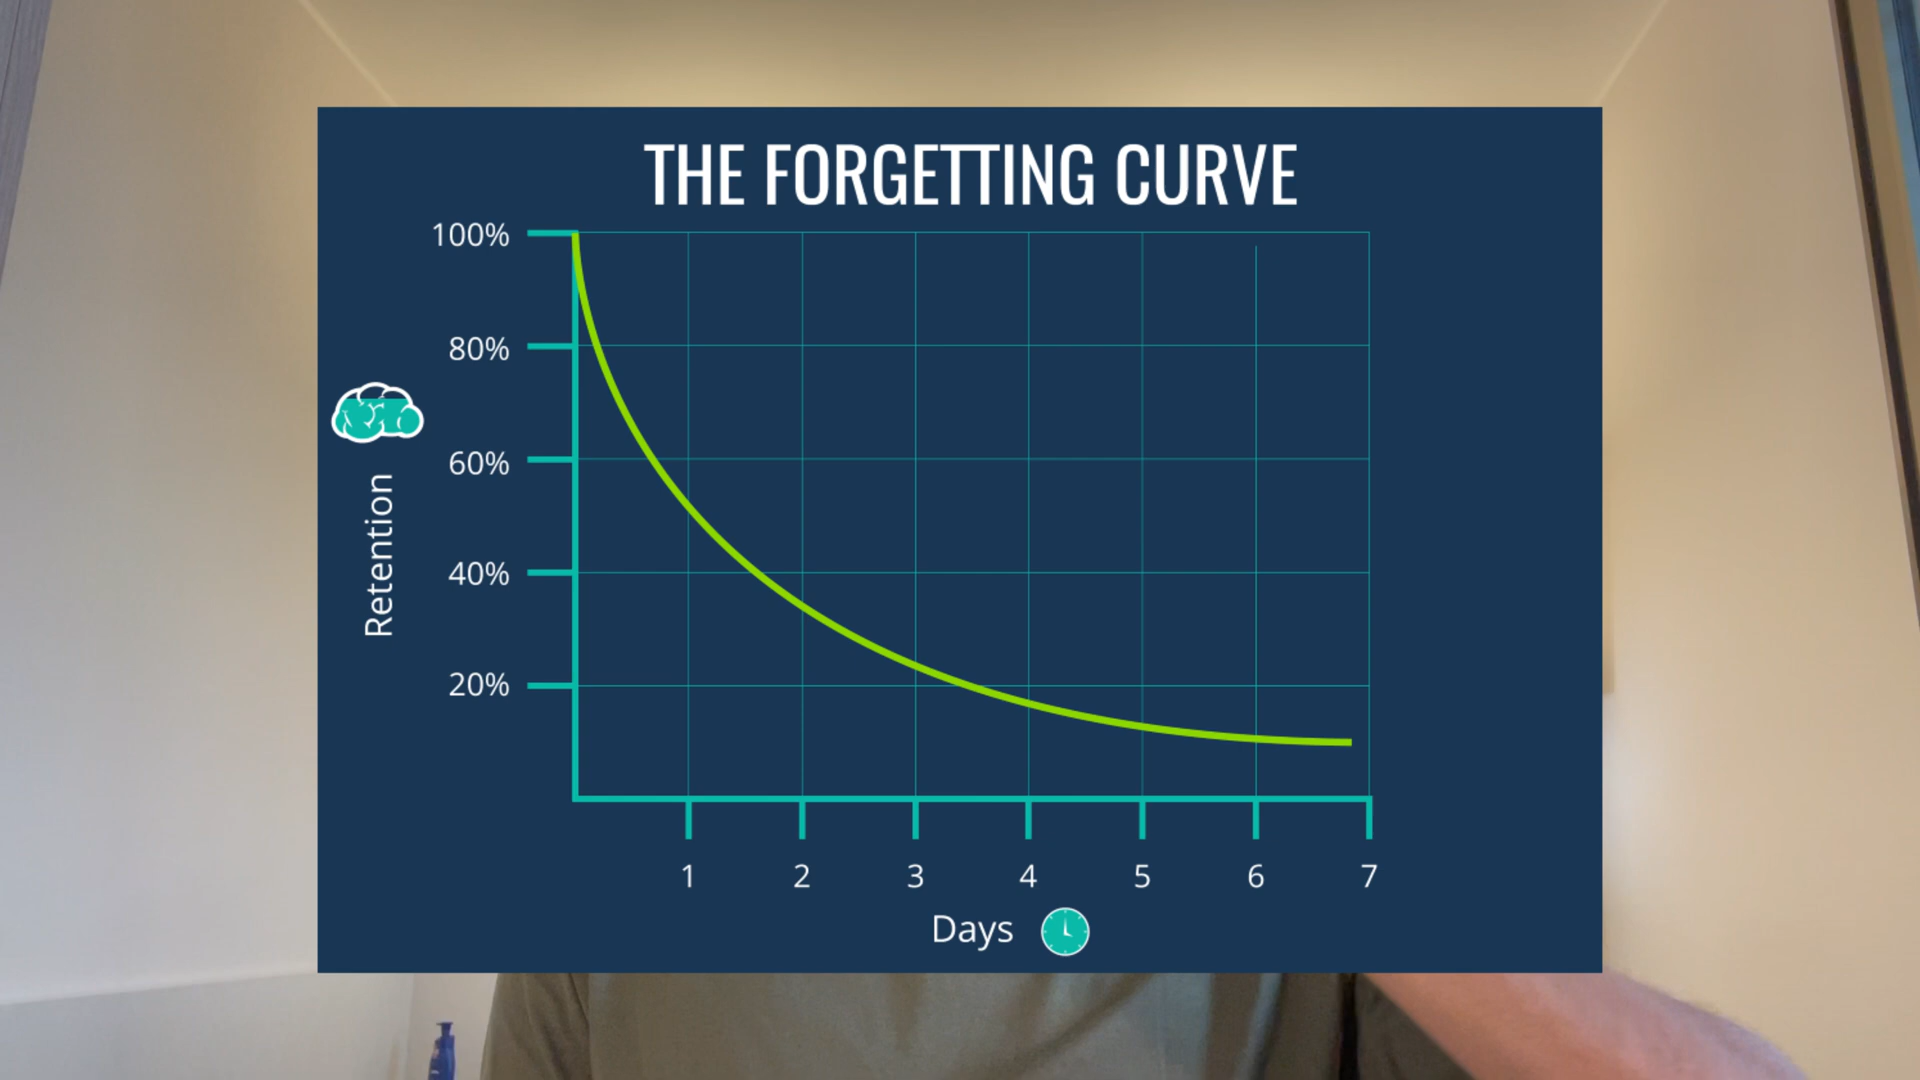 THE FORGETTING CURVE
100%
80%
60%
40%
20%
Retention
1 2 3 4 5 6 7
Days